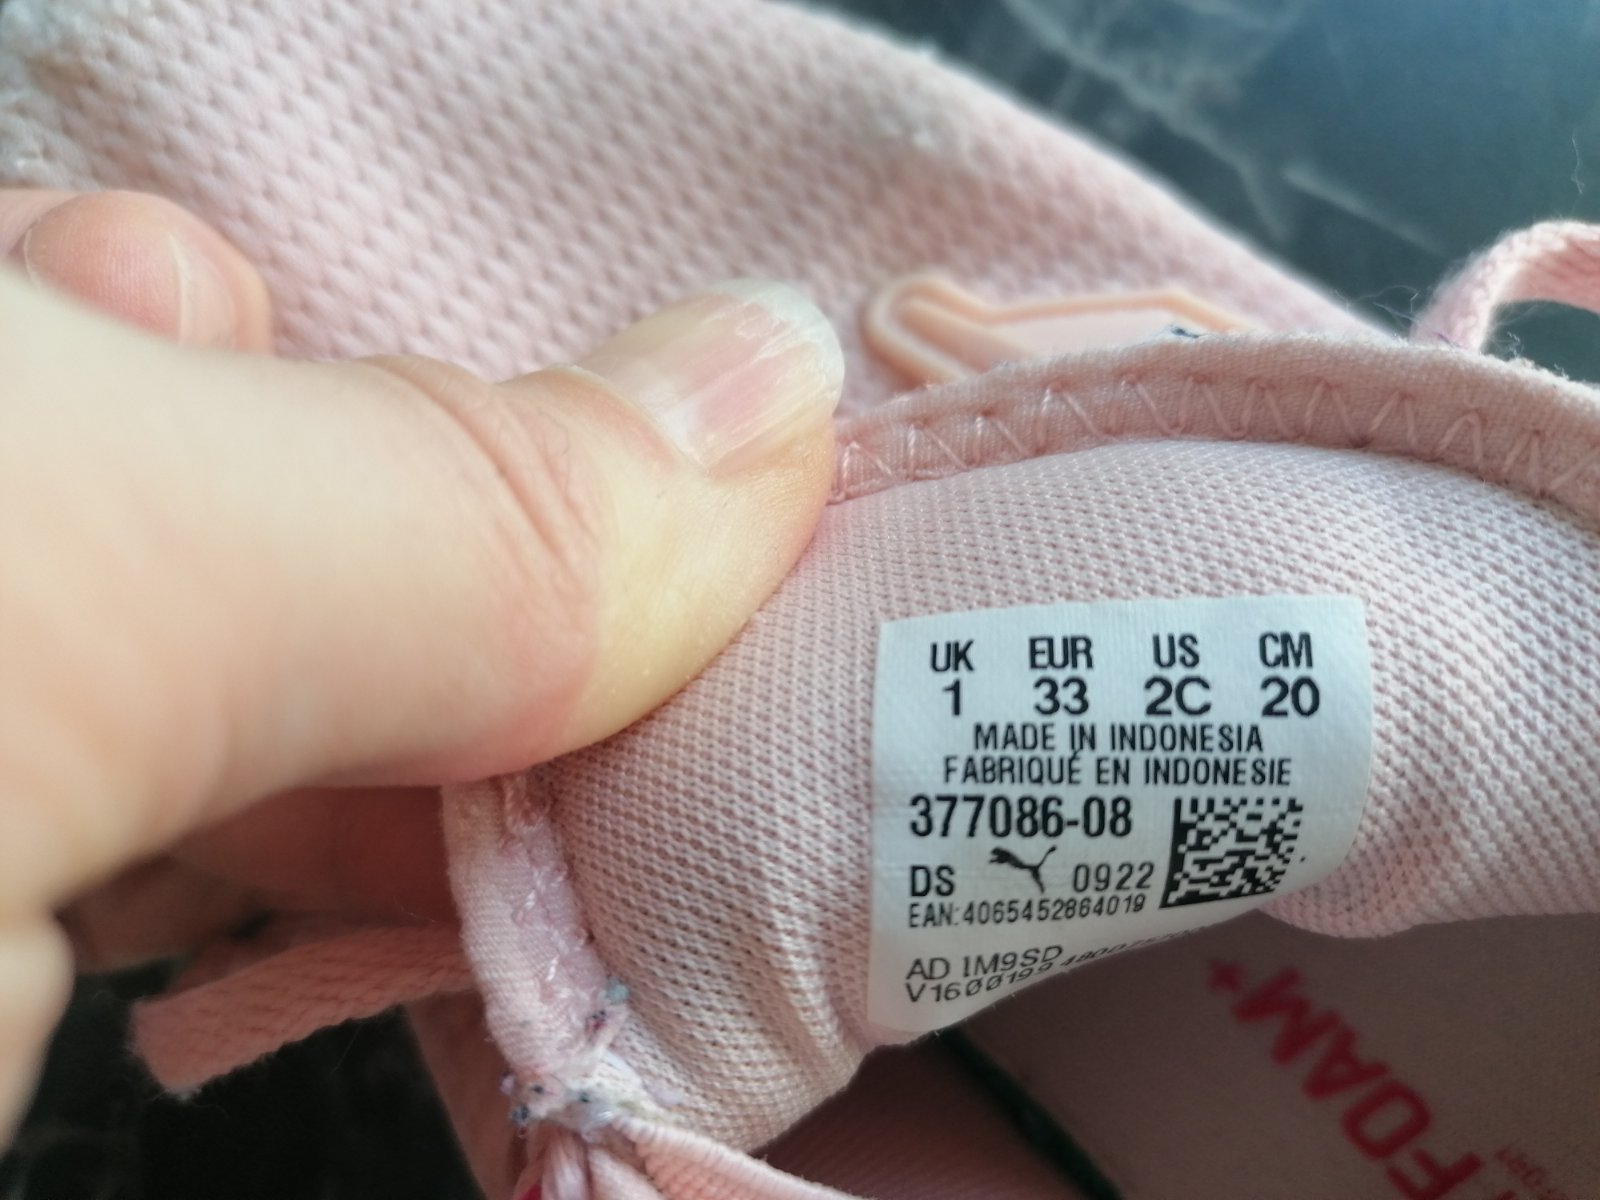 UK EUR US CM
1 33 2C 20
MADE IN INDONESIA
FABRIQUÉ EN INDONESIE
377086-08
DS 0922
EAN:4065452864019
AD IM9SD
FOAM+